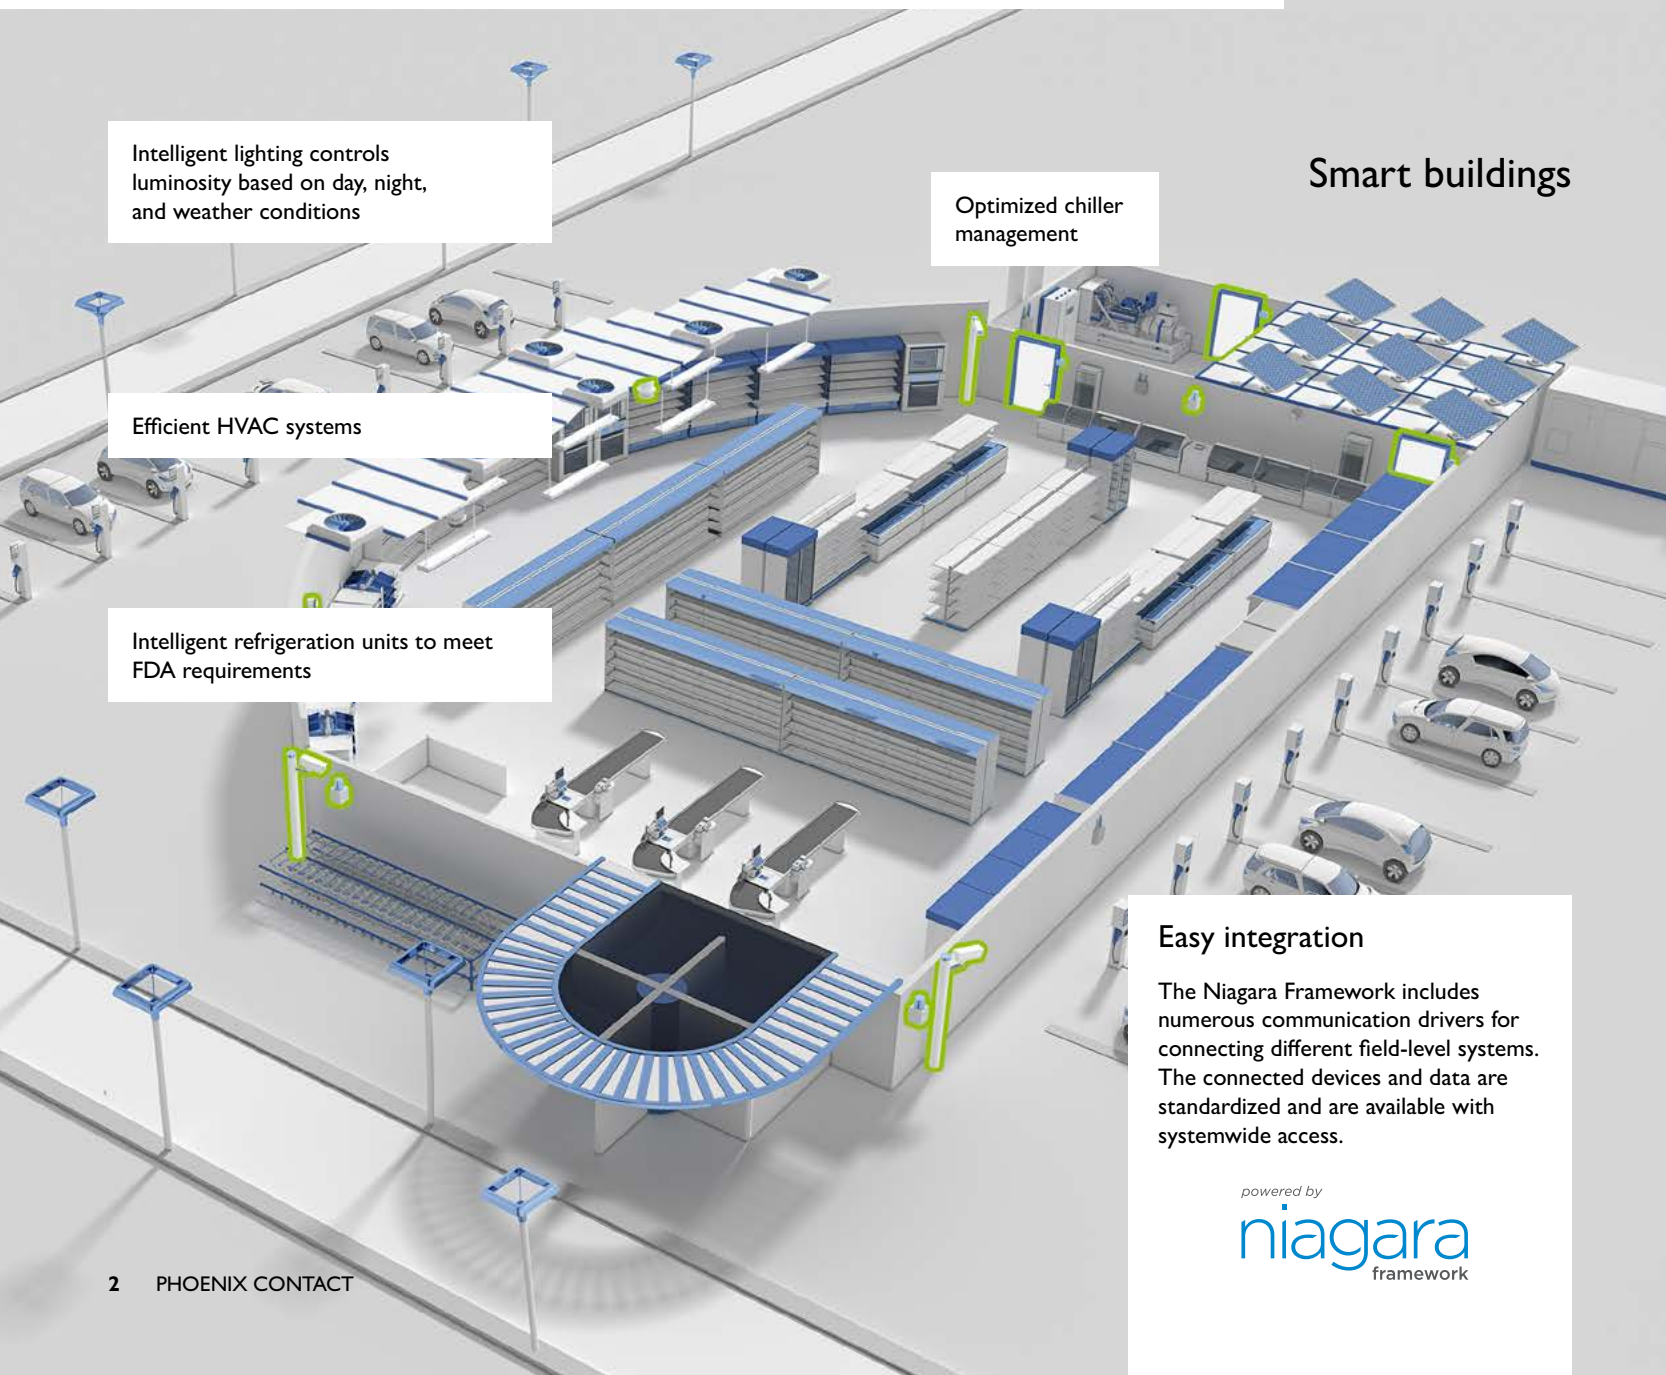 Smart buildings
Intelligent lighting controls
luminosity based on day, night,
and weather conditions
Optimized chiller
management
Efficient HVAC systems
Intelligent refrigeration units to meet
FDA requirements
Easy integration
The Niagara Framework includes
numerous communication drivers for
connecting different field-level systems.
The connected devices and data are
standardized and are available with
systemwide access.
powered by
niagara
framework
2 PHOENIX CONTACT